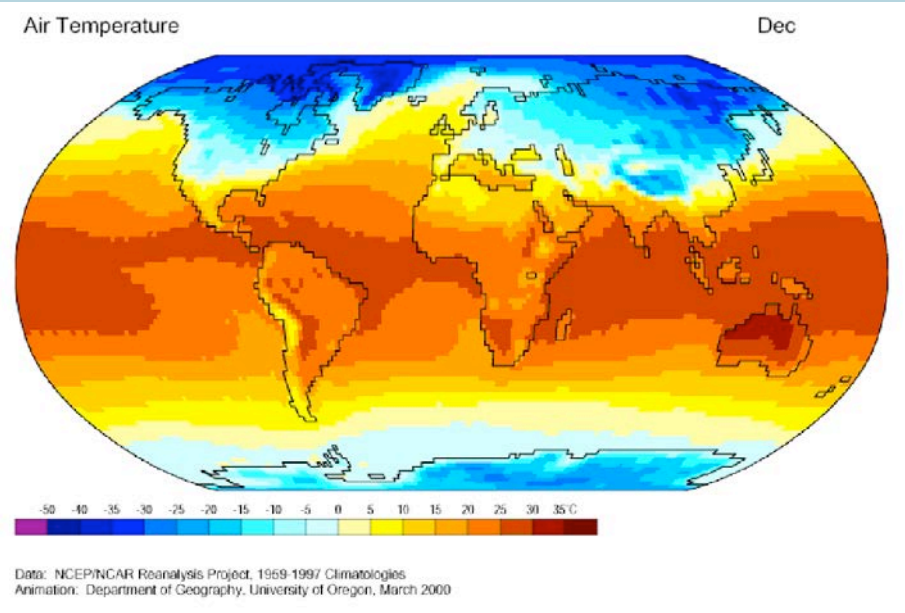 Air Temperature
Dec
-50 -40 -35 -30 -25 -20 -15 -10 -5 0 5 10 15 20 25 30 35°C
Data: NCEP/NCAR Reanalysis Project, 1959-1997 Climatologies
Animation: Department of Geography, University of Oregon, March 2000